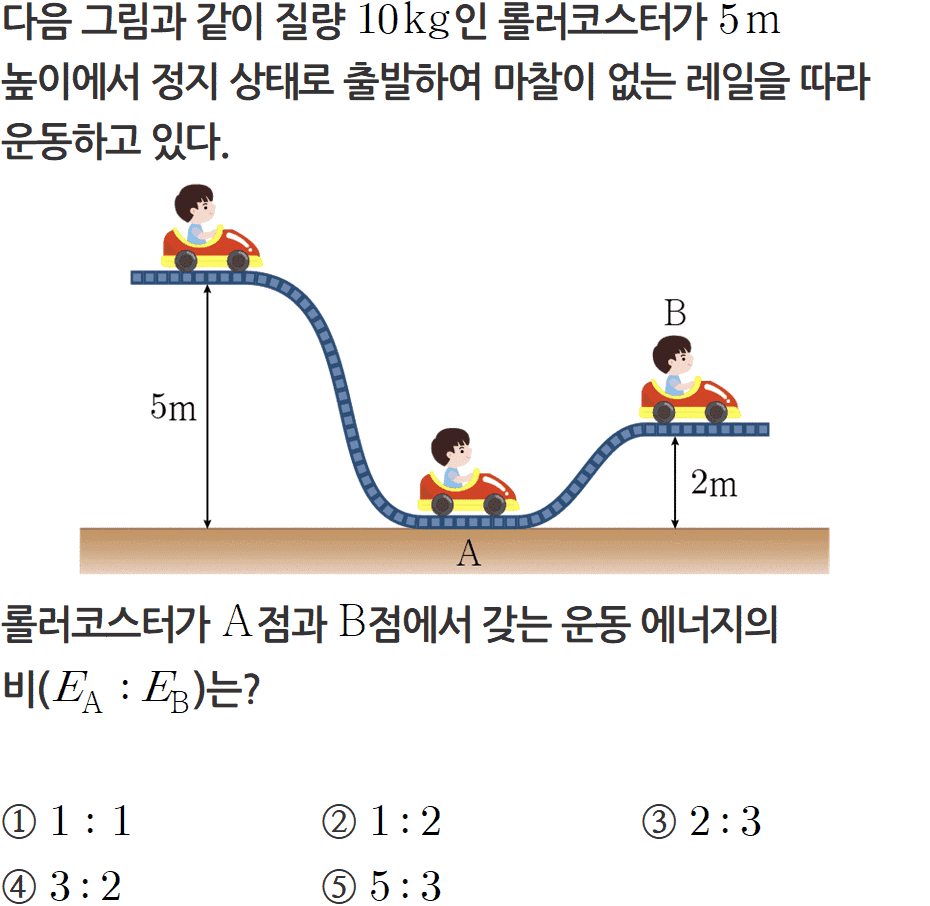 다음 그림과 같이 질량 10kg인 롤러코스터가 5m
높이에서 정지 상태로 출발하여 마찰이 없는 레일을 따라
운동하고 있다.
B
5m
2m
A
롤러코스터가 A점과 B점에서 갖는 운동 에너지의
비(E_A : E_B)는?
① 1 : 1 ② 1 : 2 ③ 2 : 3
④ 3 : 2 ⑤ 5 : 3